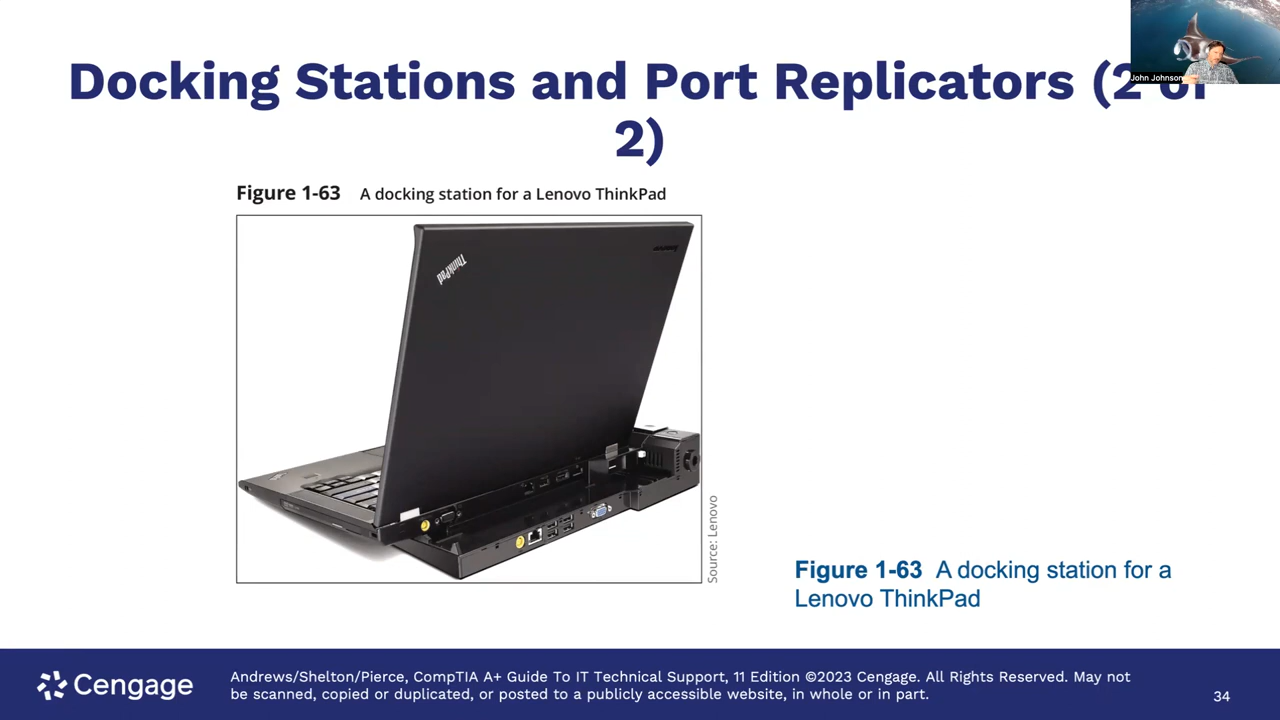 Docking Stations and Port Replicators (2 of
2)
John Johnson
Figure 1-63 A docking station for a Lenovo ThinkPad
ThinkPad
lenovo
Source: Lenovo
Figure 1-63 A docking station for a
Lenovo ThinkPad
Cengage
Andrews/Shelton/Pierce, CompTIA A+ Guide To IT Technical Support, 11 Edition ©2023 Cengage. All Rights Reserved. May not
be scanned, copied or duplicated, or posted to a publicly accessible website, in whole or in part.
34